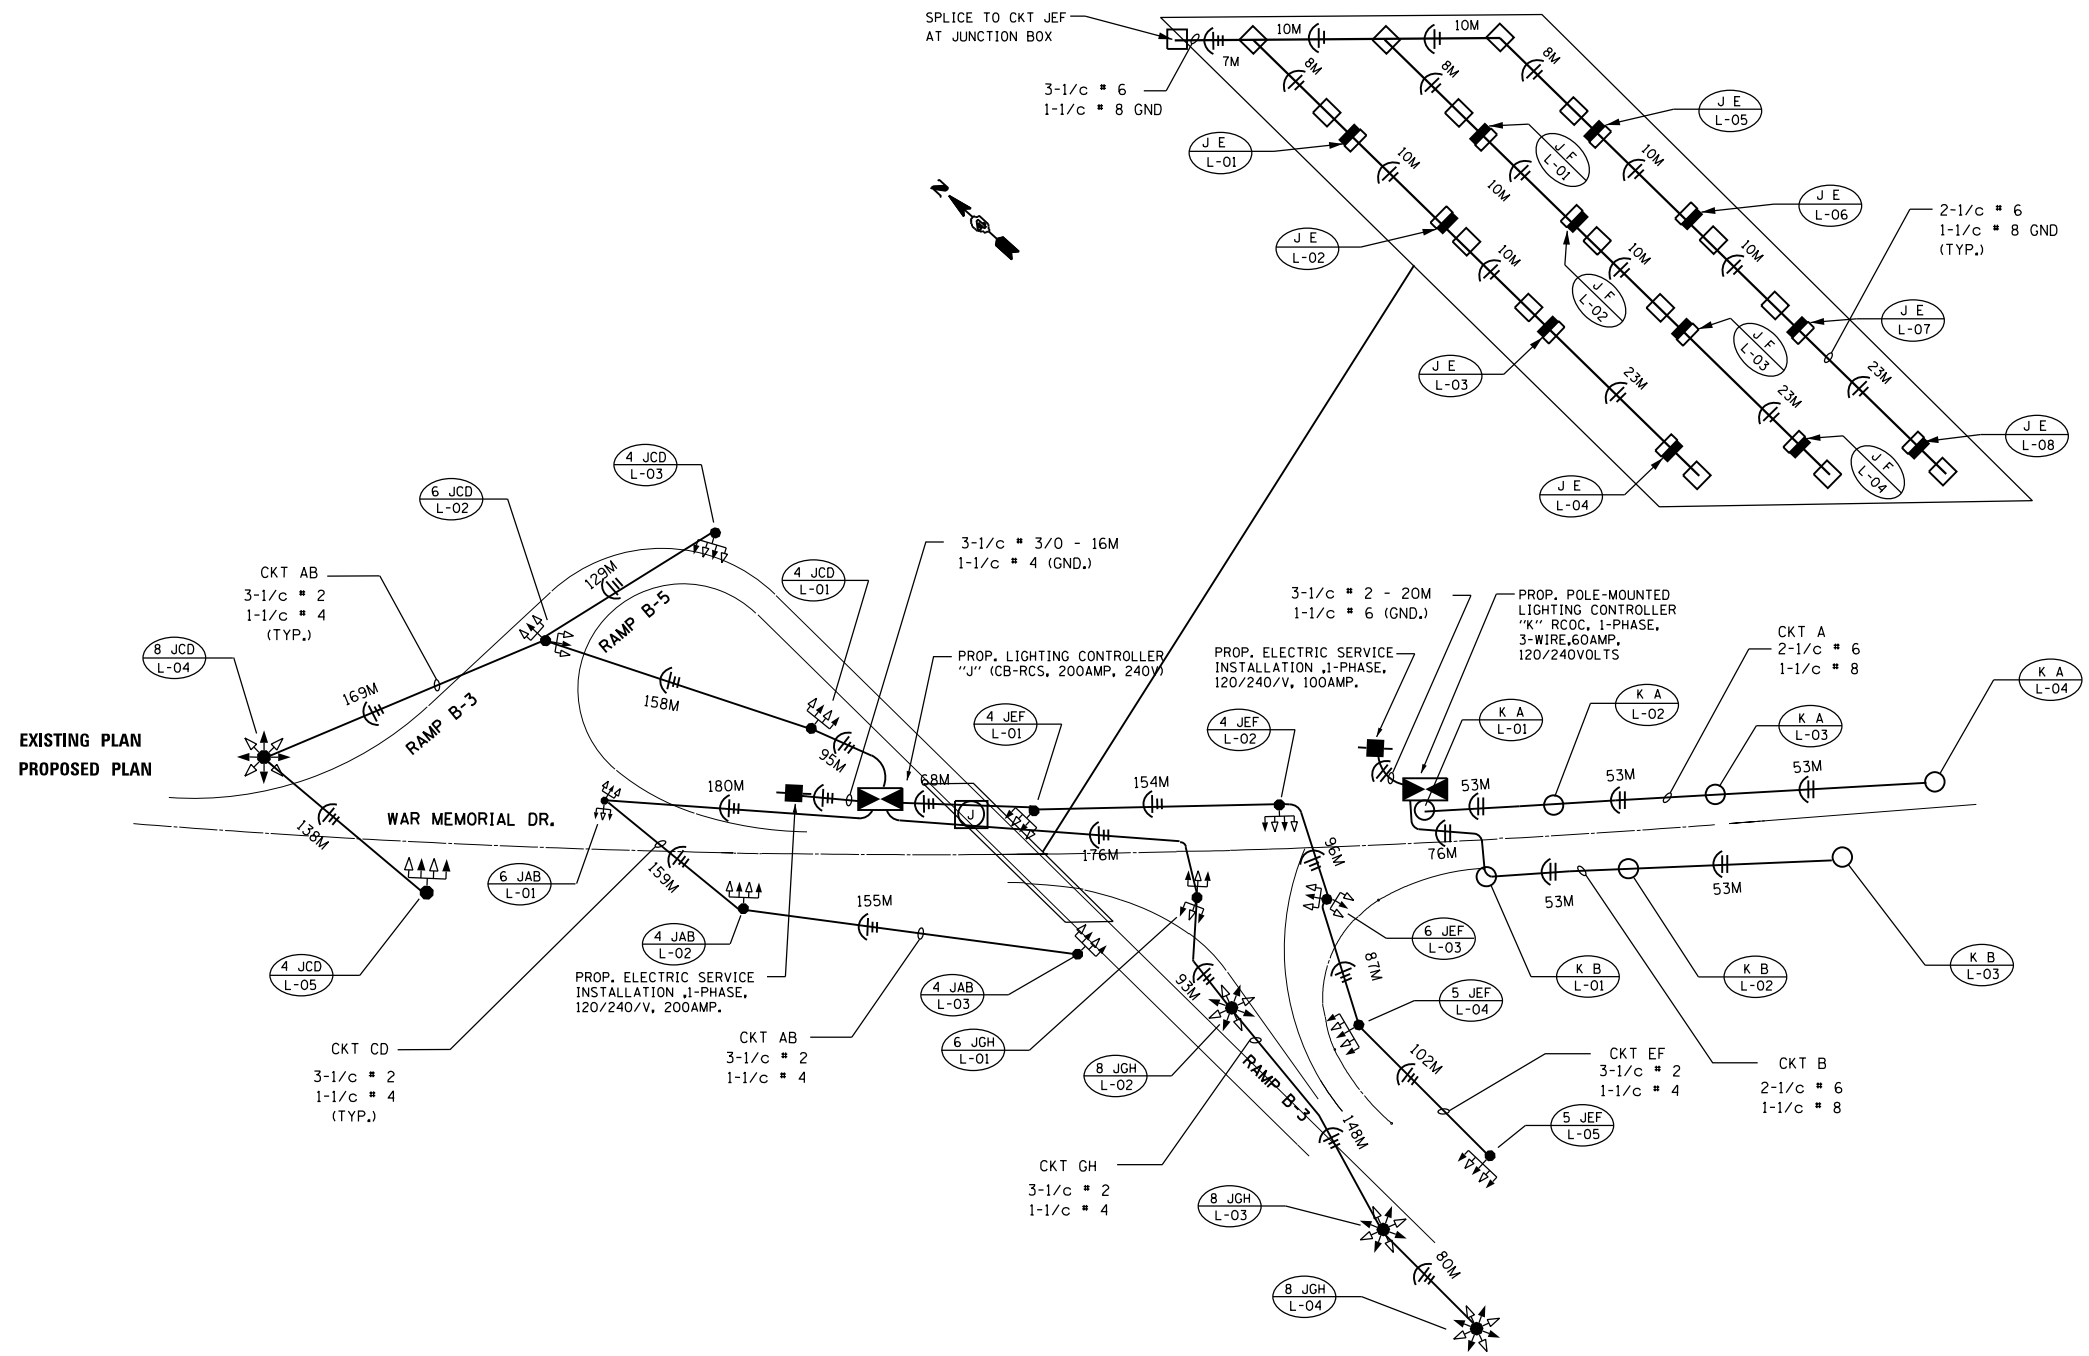 SPLICE TO CKT JEF
AT JUNCTION BOX
10M
10M
7M
3-1/c # 6
1-1/c # 8 GND
8M
8M
8M
J E
L-01
J F
L-01
J E
L-05
10M
10M
10M
J E
L-02
J F
L-02
J E
L-06
2-1/c # 6
1-1/c # 8 GND
(TYP.)
10M
10M
10M
J E
L-03
J F
L-03
J E
L-07
23M
23M
23M
J E
L-04
J F
L-04
J E
L-08
N
4 JCD
L-03
6 JCD
L-02
CKT AB
3-1/c # 2
1-1/c # 4
(TYP.)
129M
RAMP B-5
4 JCD
L-01
3-1/c # 3/0 - 16M
1-1/c # 4 (GND.)
8 JCD
L-04
169M
RAMP B-3
158M
95M
PROP. LIGHTING CONTROLLER
"J" (CB-RCS, 200AMP, 240V)
3-1/c # 2 - 20M
1-1/c # 6 (GND.)
PROP. POLE-MOUNTED
LIGHTING CONTROLLER
"K" RCOC, 1-PHASE,
3-WIRE,60AMP,
120/240VOLTS
PROP. ELECTRIC SERVICE
INSTALLATION ,1-PHASE,
120/240/V, 100AMP.
CKT A
2-1/c # 6
1-1/c # 8
K A
L-01
K A
L-02
K A
L-03
K A
L-04
4 JEF
L-01
4 JEF
L-02
EXISTING PLAN
PROPOSED PLAN
138M
WAR MEMORIAL DR.
180M
68M
J
154M
53M
53M
53M
176M
96M
76M
53M
53M
6 JAB
L-01
159M
155M
4 JAB
L-02
4 JCD
L-05
PROP. ELECTRIC SERVICE
INSTALLATION ,1-PHASE,
120/240/V, 200AMP.
4 JAB
L-03
93M
6 JEF
L-03
87M
5 JEF
L-04
K B
L-01
K B
L-02
K B
L-03
CKT CD
3-1/c # 2
1-1/c # 4
(TYP.)
CKT AB
3-1/c # 2
1-1/c # 4
6 JGH
L-01
8 JGH
L-02
RAMP B-3
102M
CKT EF
3-1/c # 2
1-1/c # 4
CKT B
2-1/c # 6
1-1/c # 8
148M
5 JEF
L-05
CKT GH
3-1/c # 2
1-1/c # 4
8 JGH
L-03
80M
8 JGH
L-04